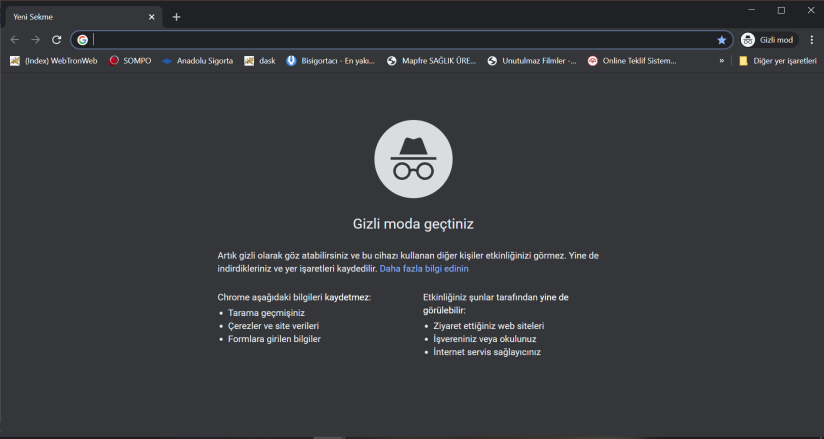 Yeni Sekme
Gizli mod
(Index) WebTronWeb
SOMPO
Anadolu Sigorta
dask
Bisigortacı - En yakı...
Mapfre SAĞLIK ÜRE...
Unutulmaz Filmler -...
Online Teklif Sistem...
»
Diğer yer işaretleri
Gizli moda geçtiniz
Artık gizli olarak göz atabilirsiniz ve bu cihazı kullanan diğer kişiler etkinliğinizi görmez. Yine de
indirdikleriniz ve yer işaretleri kaydedilir. Daha fazla bilgi edinin
Chrome aşağıdaki bilgileri kaydetmez:
• Tarama geçmişiniz
• Çerezler ve site verileri
• Formlara girilen bilgiler
Etkinliğiniz şunlar tarafından yine de
görülebilir:
• Ziyaret ettiğiniz web siteleri
• İşvereniniz veya okulunuz
• İnternet servis sağlayıcınız